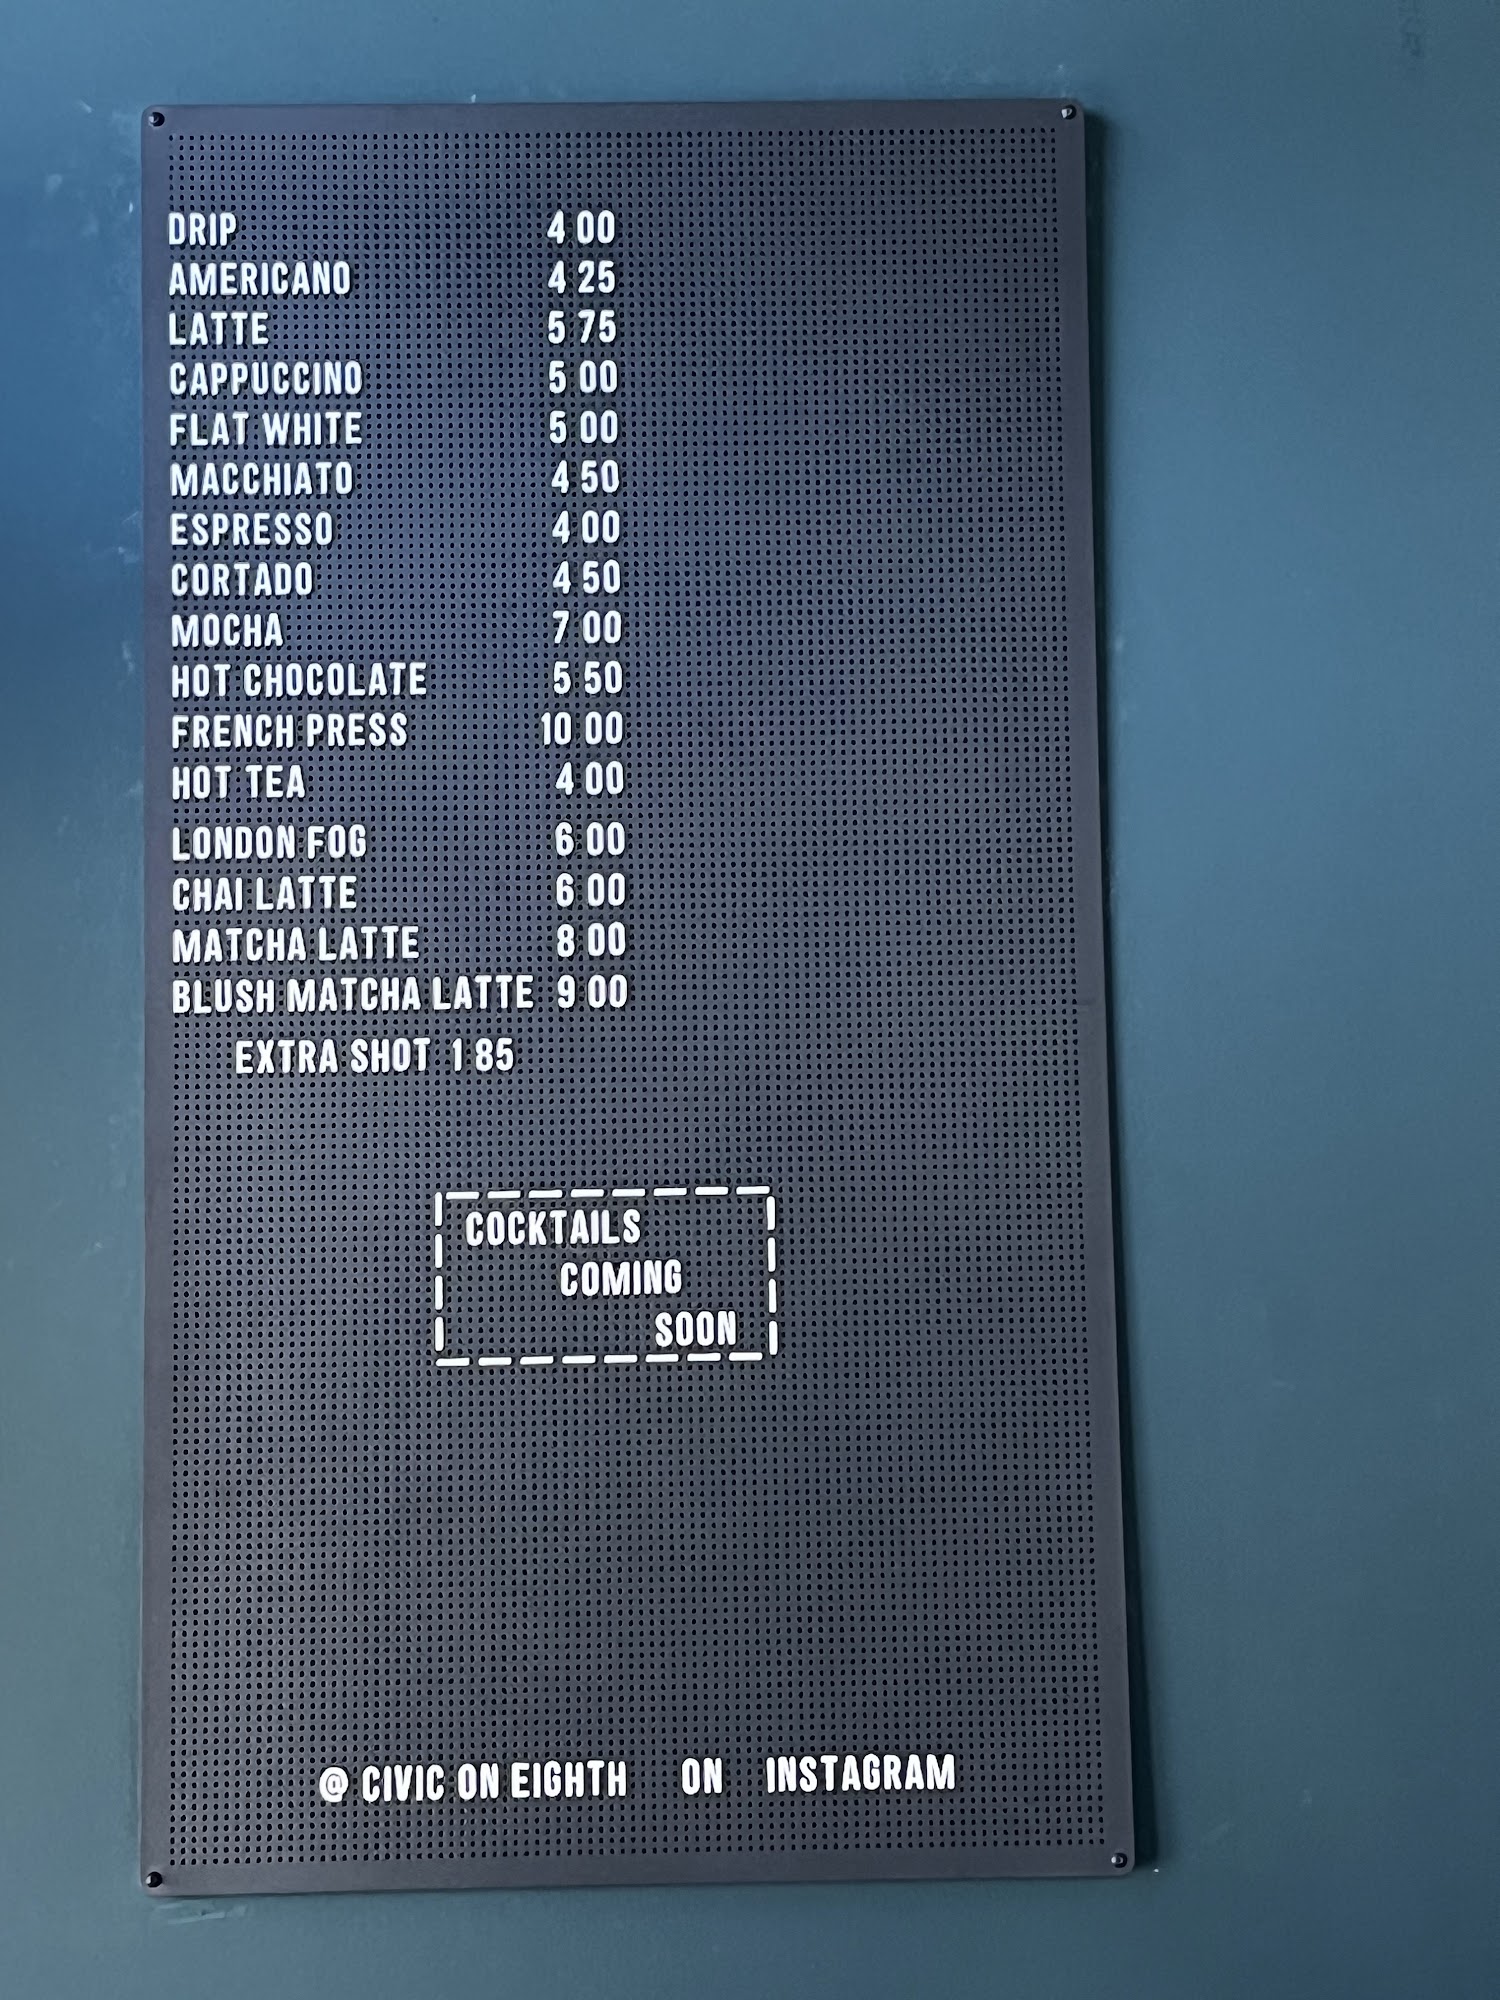 DRIP 4 00
AMERICANO 4 25
LATTE 5 75
CAPPUCCINO 5 00
FLAT WHITE 5 00
MACCHIATO 4 50
ESPRESSO 4 00
CORTADO 4 50
MOCHA 7 00
HOT CHOCOLATE 5 50
FRENCH PRESS 10 00
HOT TEA 4 00
LONDON FOG 6 00
CHAI LATTE 6 00
MATCHA LATTE 8 00
BLUSH MATCHA LATTE 9 00
EXTRA SHOT 1 85
COCKTAILS
COMING
SOON
@ CIVIC ON EIGHTH ON INSTAGRAM